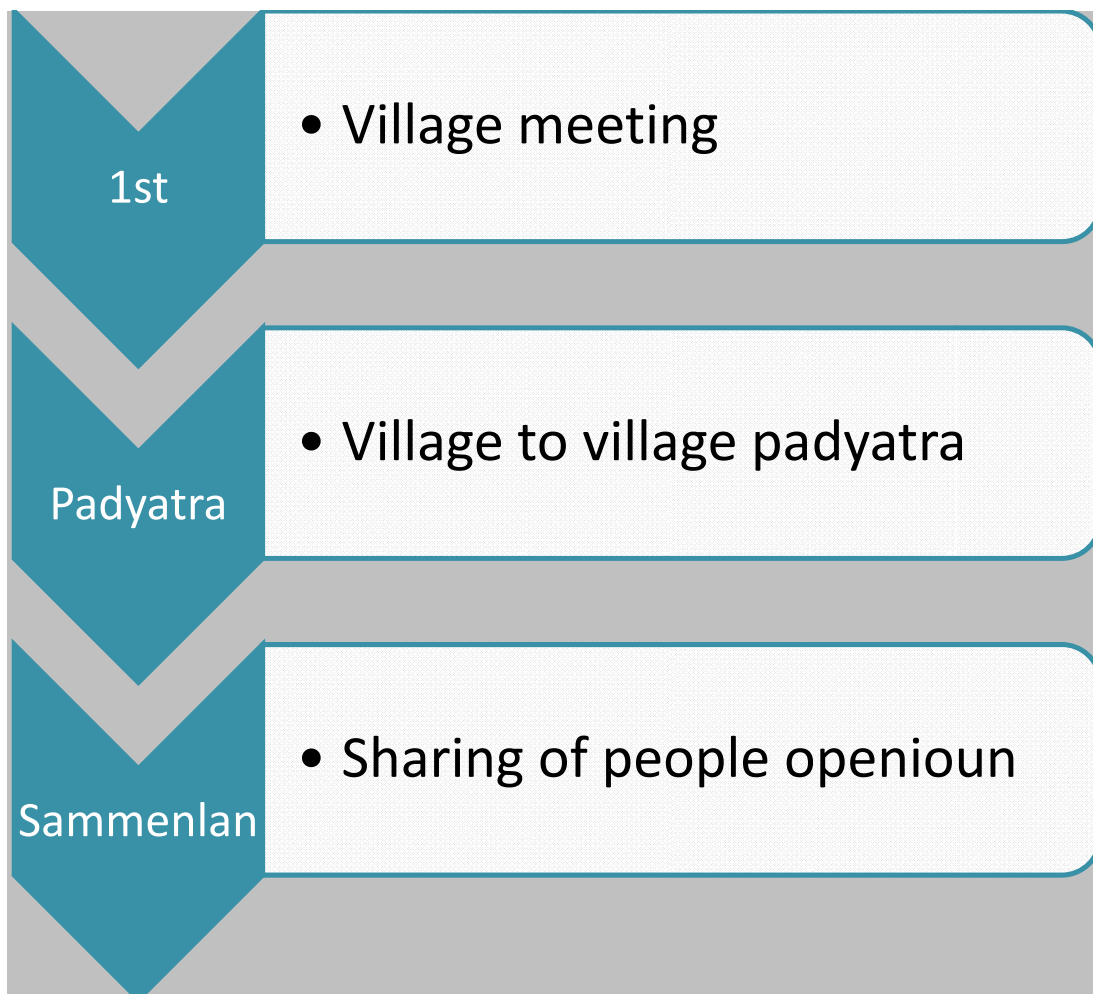 1st
• Village meeting
Padyatra
• Village to village padyatra
Sammenlan
• Sharing of people openioun